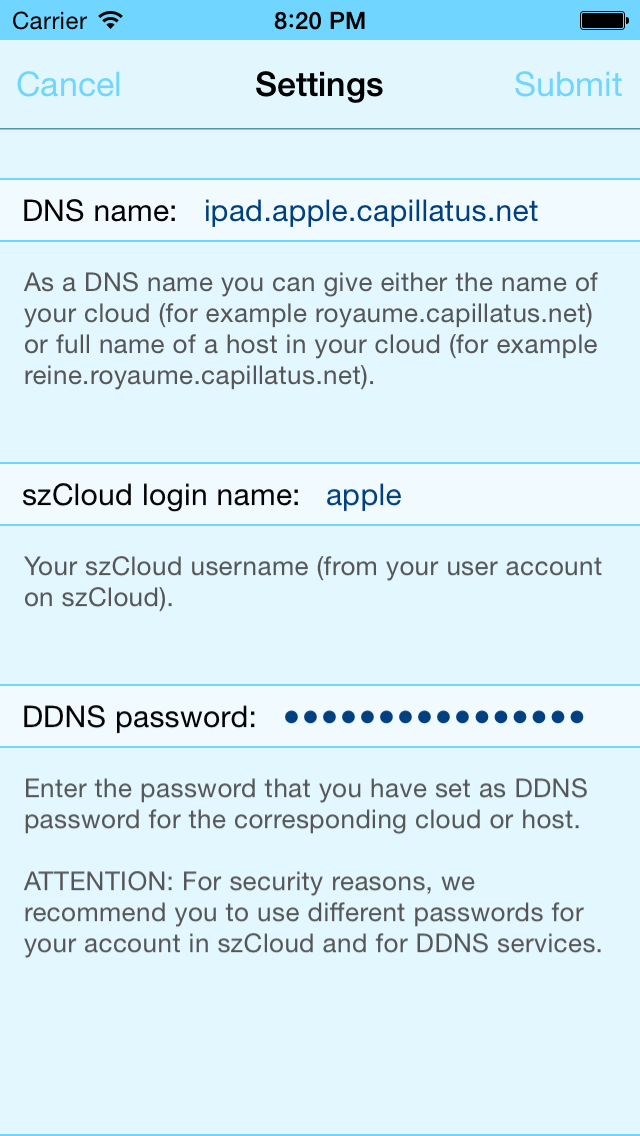 Carrier 8:20 PM
Cancel Settings Submit
DNS name: ipad.apple.capillatus.net
As a DNS name you can give either the name of
your cloud (for example royaume.capillatus.net)
or full name of a host in your cloud (for example
reine.royaume.capillatus.net).
szCloud login name: apple
Your szCloud username (from your user account
on szCloud).
DDNS password: ••••••••••••••••
Enter the password that you have set as DDNS
password for the corresponding cloud or host.
ATTENTION: For security reasons, we
recommend you to use different passwords for
your account in szCloud and for DDNS services.